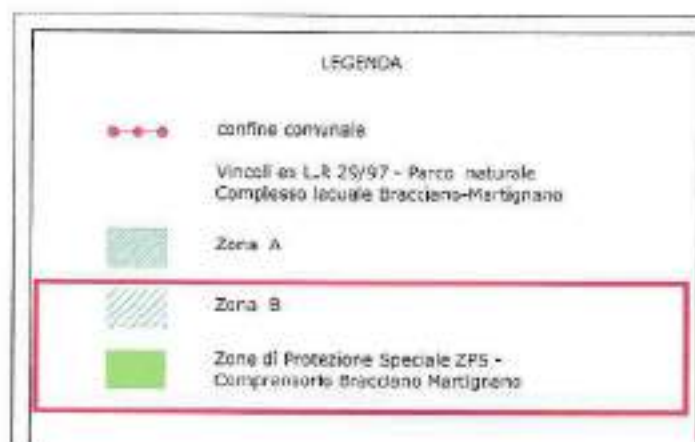 LEGENDA
confine comunale
Vincoli ex L.R 29/97 - Parco naturale
Complesso lacuale Bracciano-Martignano
Zona A
Zona B
Zone di Protezione Speciale ZPS -
Comprensorio Bracciano Martignano